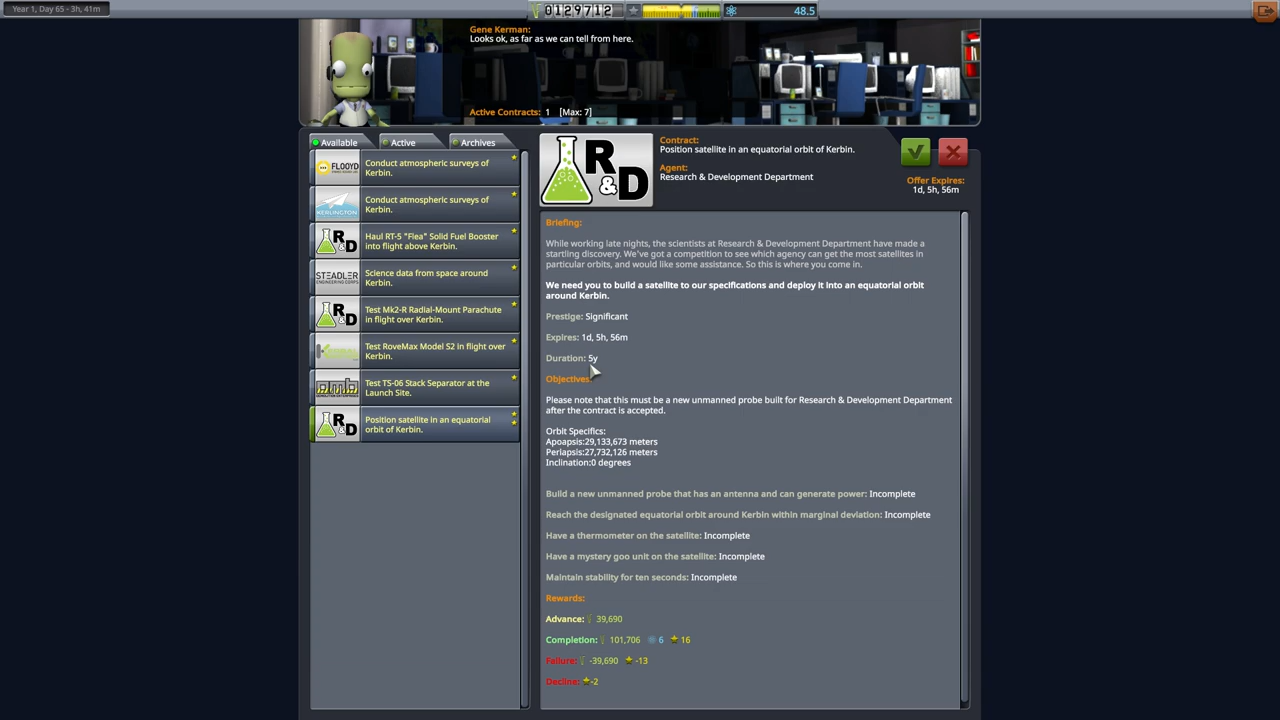 Year 1, Day 65 - 3h, 41m
0129712
48.5
Gene Kerman:
Looks ok, as far as we can tell from here.
Active Contracts: 1 [Max: 7]
Available
Active
Archives
FLOOYD
Conduct atmospheric surveys of
Kerbin.
KERLINGTON
Conduct atmospheric surveys of
Kerbin.
R&D
Haul RT-5 "Flea" Solid Fuel Booster
into flight above Kerbin.
STEADLER
ENGINEERING CORPS
Science data from space around
Kerbin.
R&D
Test Mk2-R Radial-Mount Parachute
in flight over Kerbin.
Test RoveMax Model S2 in flight over
Kerbin.
Test TS-06 Stack Separator at the
Launch Site.
R&D
Position satellite in an equatorial
orbit of Kerbin.
R&D
Contract:
Position satellite in an equatorial orbit of Kerbin.
Agent:
Research & Development Department
Offer Expires:
1d, 5h, 56m
Briefing:
While working late nights, the scientists at Research & Development Department have made a
startling discovery. We've got a competition to see which agency can get the most satellites in
particular orbits, and would like some assistance. So this is where you come in.
We need you to build a satellite to our specifications and deploy it into an equatorial orbit
around Kerbin.
Prestige: Significant
Expires: 1d, 5h, 56m
Duration: 5y
Objectives:
Please note that this must be a new unmanned probe built for Research & Development Department
after the contract is accepted.
Orbit Specifics:
Apoapsis:29,133,673 meters
Periapsis:27,732,126 meters
Inclination:0 degrees
Build a new unmanned probe that has an antenna and can generate power: Incomplete
Reach the designated equatorial orbit around Kerbin within marginal deviation: Incomplete
Have a thermometer on the satellite: Incomplete
Have a mystery goo unit on the satellite: Incomplete
Maintain stability for ten seconds: Incomplete
Rewards:
Advance: 39,690
Completion: 101,706 6 16
Failure: -39,690 -13
Decline: -2